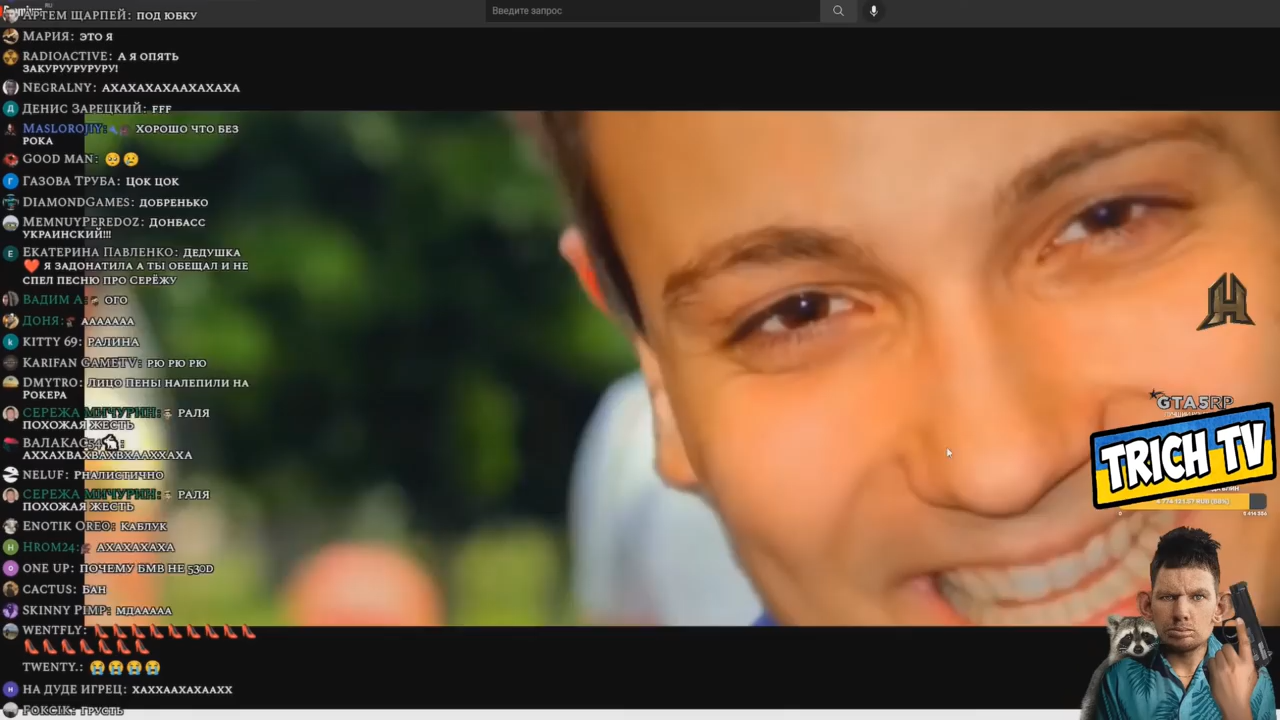 RU
Введите запрос
АРТЕМ ЩАРПЕЙ: ПОД ЮБКУ
МАРИЯ: ЭТО Я
RADIOACTIVE: А Я ОПЯТЬ
ЗАКУРУУРУРУРУ!
NEGRALNY: АХАХАХАХААХАХАХА
ДЕНИС ЗАРЕЦКИЙ: FFF
MASLOROJIY: ХОРОШО ЧТО БЕЗ
РОКА
GOOD MAN: 🥺😢
ГАЗОВА ТРУБА: ЦОК ЦОК
DIAMONDGAMES: ДОБРЕНЬКО
MEMNUYPEREDOZ: ДОНБАСС
УКРАИНСКИЙ!!!
ЕКАТЕРИНА ПАВЛЕНКО: ДЕДУШКА
❤️ Я ЗАДОНАТИЛА А ТЫ ОБЕЩАЛ И НЕ
СПЕЛ ПЕСНЮ ПРО СЕРЁЖУ
ВАДИМ А: ОГО
ДОНЯ: ААААААА
KITTY 69: РАЛИНА
KARIFAN GAMETV: РЮ РЮ РЮ
DMYTRO: ЛИЦО ПЕНЫ НАЛЕПИЛИ НА
РОКЕРА
СЕРЕЖА МИЧУРИН: РАЛЯ
ПОХОЖАЯ ЖЕСТЬ
ВАЛАКАС54 :
АХХАХВАХВАХВХААХХАХА
NELUF: РНАЛИСТИЧНО
СЕРЕЖА МИЧУРИН: РАЛЯ
ПОХОЖАЯ ЖЕСТЬ
ENOTIK OREO: КАБЛУК
HROM24: АХАХАХАХА
ONE UP: ПОЧЕМУ БМВ НЕ 530D
CACTUS: БАН
SKINNY PIMP: МДААААА
WENTFLY: 👠👠👠👠👠👠👠👠👠
👠👠👠👠👠👠
TWENTY.: 😭😭😭😭
НА ДУДЕ ИГРЕЦ: ХАХХААХАХААХХ
FOKCIK: ГРУСТЬ
GTA5RP
TRICH TV